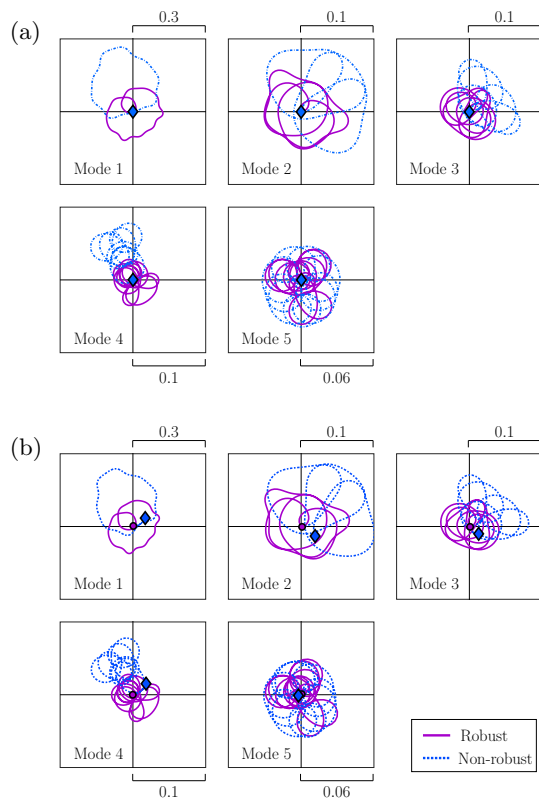 (a)
0.3
0.1
0.1
Mode 1
Mode 2
Mode 3
Mode 4
Mode 5
0.1
0.06
(b)
0.3
0.1
0.1
Mode 1
Mode 2
Mode 3
Mode 4
Mode 5
0.1
0.06
Robust
Non-robust